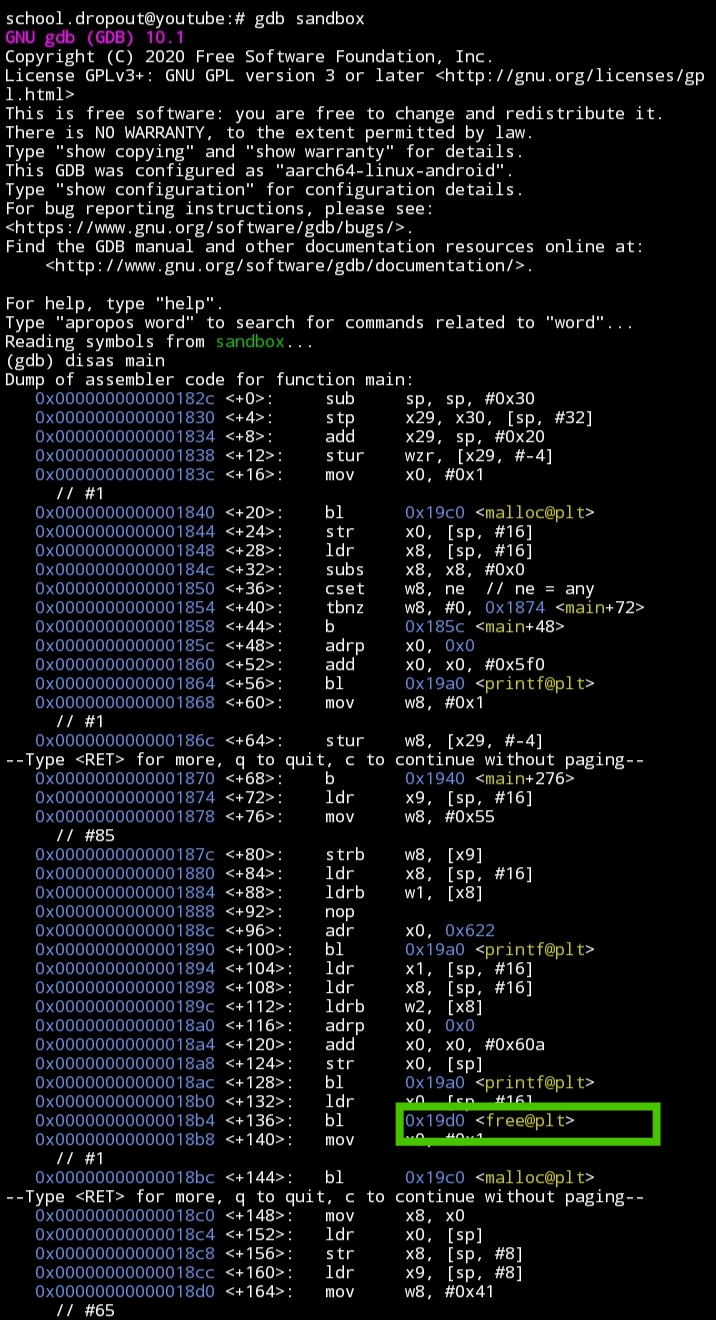 school.dropout@youtube:# gdb sandbox
GNU gdb (GDB) 10.1
Copyright (C) 2020 Free Software Foundation, Inc.
License GPLv3+: GNU GPL version 3 or later <http://gnu.org/licenses/gp
l.html>
This is free software: you are free to change and redistribute it.
There is NO WARRANTY, to the extent permitted by law.
Type "show copying" and "show warranty" for details.
This GDB was configured as "aarch64-linux-android".
Type "show configuration" for configuration details.
For bug reporting instructions, please see:
<https://www.gnu.org/software/gdb/bugs/>.
Find the GDB manual and other documentation resources online at:
    <http://www.gnu.org/software/gdb/documentation/>.

For help, type "help".
Type "apropos word" to search for commands related to "word"...
Reading symbols from sandbox...
(gdb) disas main
Dump of assembler code for function main:
   0x000000000000182c <+0>:     sub     sp, sp, #0x30
   0x0000000000001830 <+4>:     stp     x29, x30, [sp, #32]
   0x0000000000001834 <+8>:     add     x29, sp, #0x20
   0x0000000000001838 <+12>:    stur    wzr, [x29, #-4]
   0x000000000000183c <+16>:    mov     x0, #0x1
     // #1
   0x0000000000001840 <+20>:    bl      0x19c0 <malloc@plt>
   0x0000000000001844 <+24>:    str     x0, [sp, #16]
   0x0000000000001848 <+28>:    ldr     x8, [sp, #16]
   0x000000000000184c <+32>:    subs    x8, x8, #0x0
   0x0000000000001850 <+36>:    cset    w8, ne  // ne = any
   0x0000000000001854 <+40>:    tbnz    w8, #0, 0x1874 <main+72>
   0x0000000000001858 <+44>:    b       0x185c <main+48>
   0x000000000000185c <+48>:    adrp    x0, 0x0
   0x0000000000001860 <+52>:    add     x0, x0, #0x5f0
   0x0000000000001864 <+56>:    bl      0x19a0 <printf@plt>
   0x0000000000001868 <+60>:    mov     w8, #0x1
     // #1
   0x000000000000186c <+64>:    stur    w8, [x29, #-4]
--Type <RET> for more, q to quit, c to continue without paging--
   0x0000000000001870 <+68>:    b       0x1940 <main+276>
   0x0000000000001874 <+72>:    ldr     x9, [sp, #16]
   0x0000000000001878 <+76>:    mov     w8, #0x55
     // #85
   0x000000000000187c <+80>:    strb    w8, [x9]
   0x0000000000001880 <+84>:    ldr     x8, [sp, #16]
   0x0000000000001884 <+88>:    ldrb    w1, [x8]
   0x0000000000001888 <+92>:    nop
   0x000000000000188c <+96>:    adr     x0, 0x622
   0x0000000000001890 <+100>:   bl      0x19a0 <printf@plt>
   0x0000000000001894 <+104>:   ldr     x1, [sp, #16]
   0x0000000000001898 <+108>:   ldr     x8, [sp, #16]
   0x000000000000189c <+112>:   ldrb    w2, [x8]
   0x00000000000018a0 <+116>:   adrp    x0, 0x0
   0x00000000000018a4 <+120>:   add     x0, x0, #0x60a
   0x00000000000018a8 <+124>:   str     x0, [sp]
   0x00000000000018ac <+128>:   bl      0x19a0 <printf@plt>
   0x00000000000018b0 <+132>:   ldr     x0, [sp, #16]
   0x00000000000018b4 <+136>:   bl      0x19d0 <free@plt>
   0x00000000000018b8 <+140>:   mov     x0, #0x1
     // #1
   0x00000000000018bc <+144>:   bl      0x19c0 <malloc@plt>
--Type <RET> for more, q to quit, c to continue without paging--
   0x00000000000018c0 <+148>:   mov     x8, x0
   0x00000000000018c4 <+152>:   ldr     x0, [sp]
   0x00000000000018c8 <+156>:   str     x8, [sp, #8]
   0x00000000000018cc <+160>:   ldr     x9, [sp, #8]
   0x00000000000018d0 <+164>:   mov     w8, #0x41
     // #65